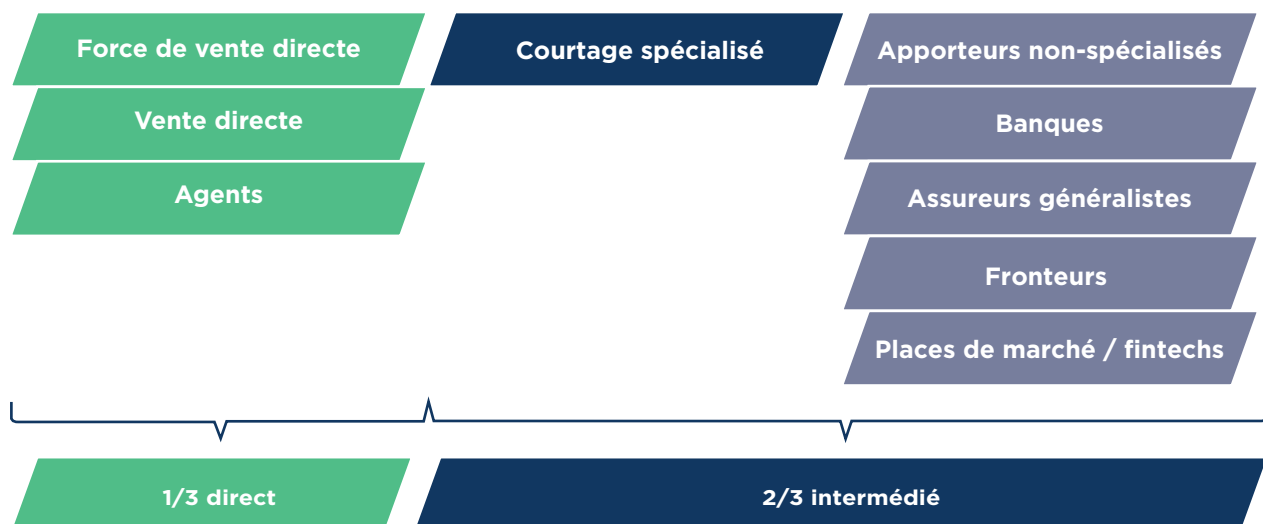 Force de vente directe
Vente directe
Agents
Courtage spécialisé
Apporteurs non-spécialisés
Banques
Assureurs généralistes
Fronteurs
Places de marché / fintechs
1/3 direct
2/3 intermédié